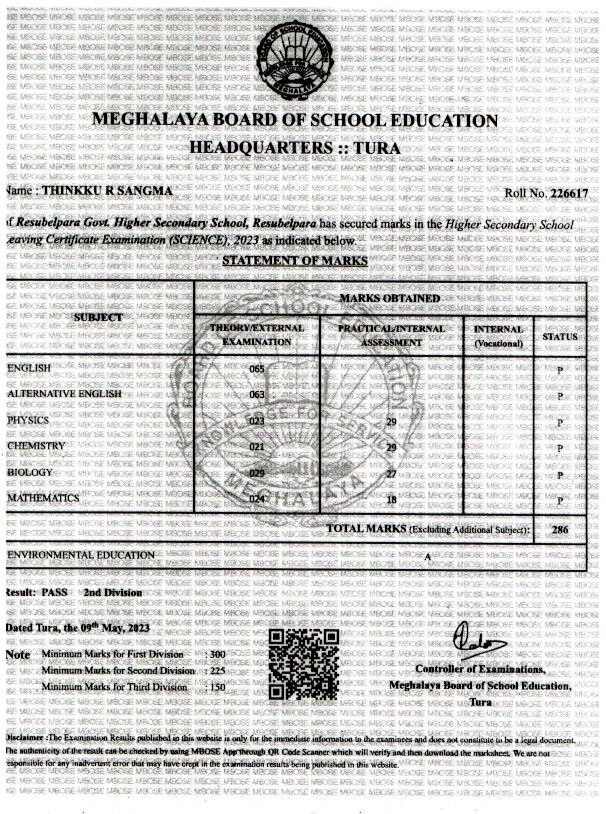 MEGHALAYA BOARD OF SCHOOL EDUCATION
HEADQUARTERS :: TURA
Name : THINKKU R SANGMA Roll No. 226617
of Resubelpara Govt. Higher Secondary School, Resubelpara has secured marks in the Higher Secondary School
Leaving Certificate Examination (SCIENCE), 2023 as indicated below.
STATEMENT OF MARKS
SUBJECT MARKS OBTAINED
THEORY/EXTERNAL EXAMINATION PRACTICAL/INTERNAL ASSESSMENT INTERNAL (Vocational) STATUS
ENGLISH 065 P
ALTERNATIVE ENGLISH 063 P
PHYSICS 023 29 P
CHEMISTRY 021 29 P
BIOLOGY 029 27 P
MATHEMATICS 024 18 P
TOTAL MARKS (Excluding Additional Subject): 286
ENVIRONMENTAL EDUCATION A
Result: PASS 2nd Division
Dated Tura, the 09th May, 2023
Note Minimum Marks for First Division : 300
Minimum Marks for Second Division : 225
Minimum Marks for Third Division : 150
Controller of Examinations,
Meghalaya Board of School Education,
Tura
Disclaimer :The Examination Results published in this website is only for the immediate information to the examinees and does not constitute to be a legal document.
The authenticity of the result can be checked by using MBOSE App through QR Code Scanner which will verify and then download the marksheet. We are not
responsible for any inadvertent error that may have crept in the examination results being published in this website.